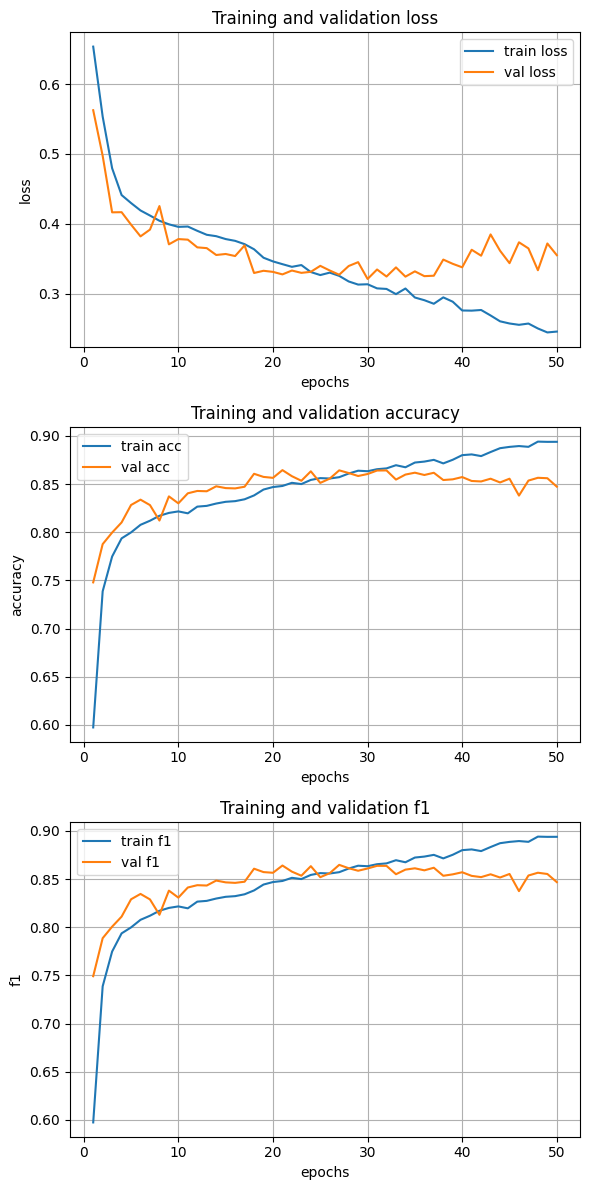 Training and validation loss
train loss
val loss
0.6
0.5
0.4
0.3
loss
0 10 20 30 40 50
epochs
Training and validation accuracy
train acc
val acc
0.90
0.85
0.80
0.75
0.70
0.65
0.60
accuracy
0 10 20 30 40 50
epochs
Training and validation f1
train f1
val f1
0.90
0.85
0.80
0.75
0.70
0.65
0.60
f1
0 10 20 30 40 50
epochs